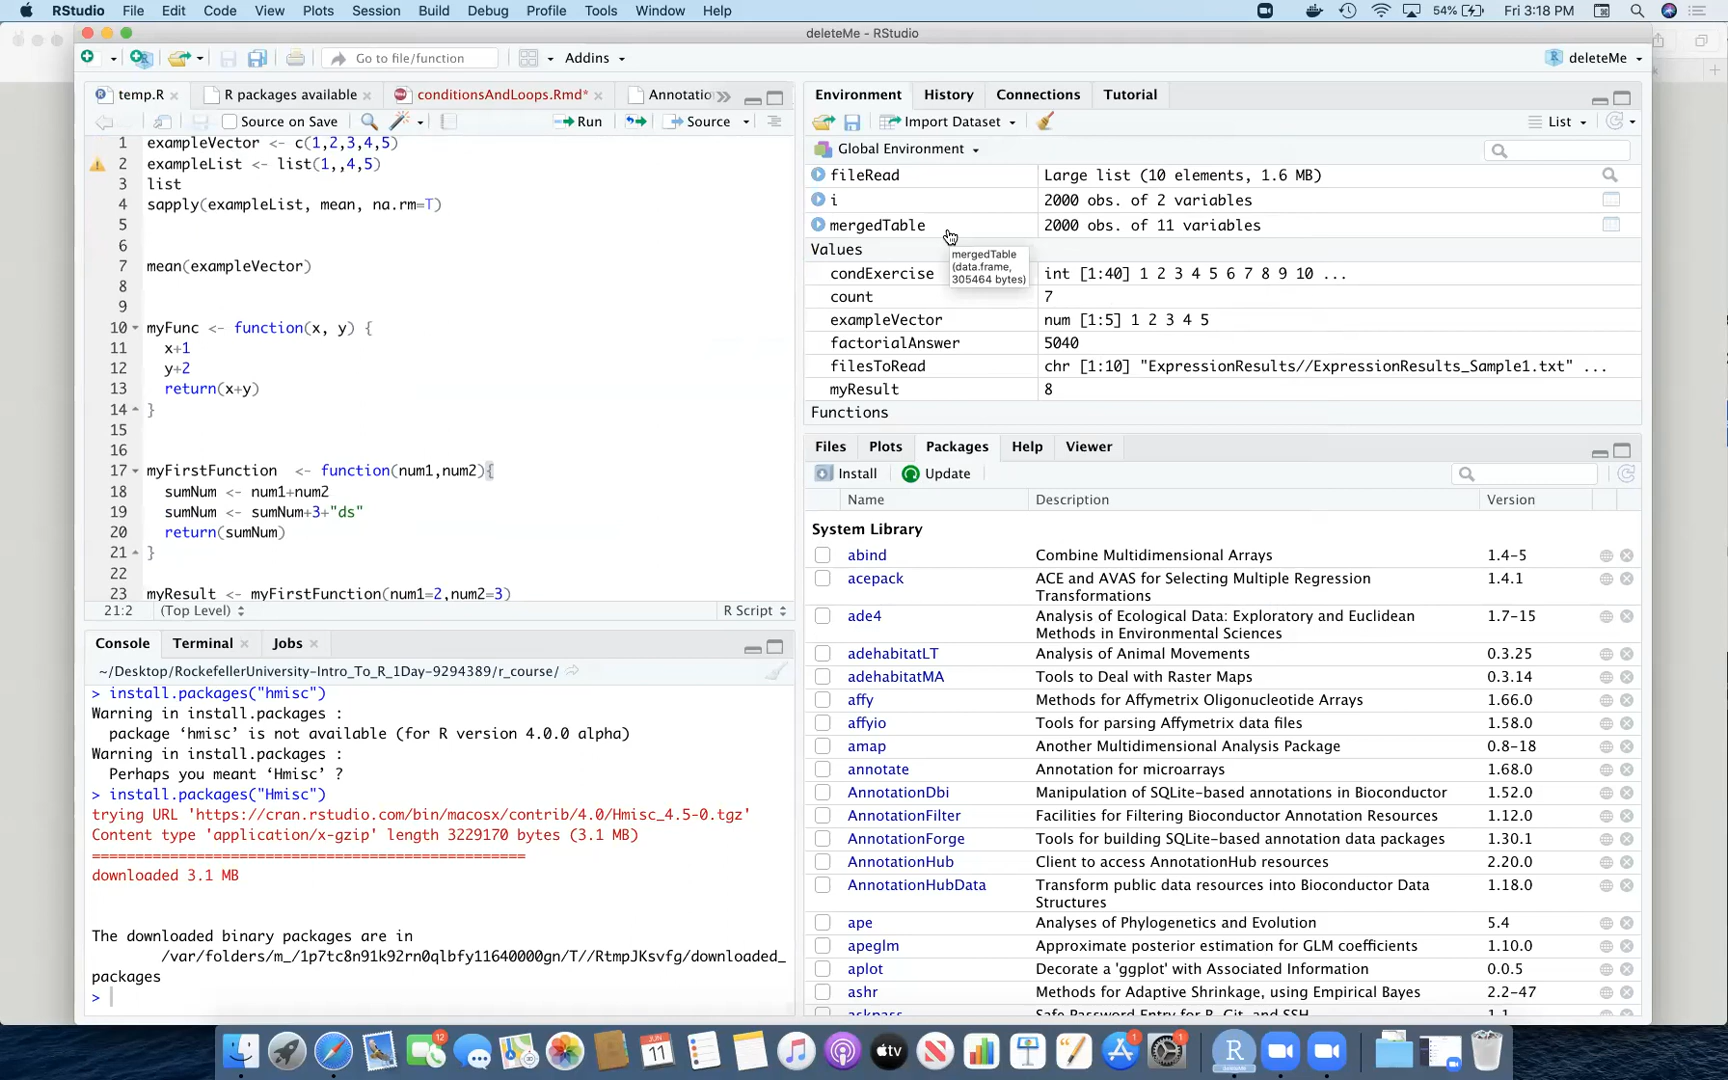 RStudio File Edit Code View Plots Session Build Debug Profile Tools Window Help 54% Fri 3:18 PM
deleteMe - RStudio
Go to file/function Addins deleteMe
temp.R R packages available conditionsAndLoops.Rmd* Annotatio
Source on Save Run Source
1 exampleVector <- c(1,2,3,4,5)
2 exampleList <- list(1,,4,5)
3 list
4 sapply(exampleList, mean, na.rm=T)
5
6
7 mean(exampleVector)
8
9
10 myFunc <- function(x, y) {
11 x+1
12 y+2
13 return(x+y)
14 }
15
16
17 myFirstFunction <- function(num1,num2){
18 sumNum <- num1+num2
19 sumNum <- sumNum+3+"ds"
20 return(sumNum)
21 }
22
23 myResult <- myFirstFunction(num1=2,num2=3)
21:2 (Top Level) R Script
Console Terminal Jobs
~/Desktop/RockefellerUniversity-Intro_To_R_1Day-9294389/r_course/
> install.packages("hmisc")
Warning in install.packages :
package ‘hmisc’ is not available (for R version 4.0.0 alpha)
Warning in install.packages :
Perhaps you meant ‘Hmisc’ ?
> install.packages("Hmisc")
trying URL 'https://cran.rstudio.com/bin/macosx/contrib/4.0/Hmisc_4.5-0.tgz'
Content type 'application/x-gzip' length 3229170 bytes (3.1 MB)
==================================================
downloaded 3.1 MB
The downloaded binary packages are in
/var/folders/m_/1p7tc8n91k92rn0qlbfy11640000gn/T//RtmpJKsvfg/downloaded_
packages
>
Environment History Connections Tutorial
Import Dataset List
Global Environment
fileRead Large list (10 elements, 1.6 MB)
i 2000 obs. of 2 variables
mergedTable 2000 obs. of 11 variables
Values
mergedTable
(data.frame,
305464 bytes)
condExercise int [1:40] 1 2 3 4 5 6 7 8 9 10 ...
count 7
exampleVector num [1:5] 1 2 3 4 5
factorialAnswer 5040
filesToRead chr [1:10] "ExpressionResults//ExpressionResults_Sample1.txt" ...
myResult 8
Functions
Files Plots Packages Help Viewer
Install Update
Name Description Version
System Library
abind Combine Multidimensional Arrays 1.4-5
acepack ACE and AVAS for Selecting Multiple Regression 1.4.1
Transformations
ade4 Analysis of Ecological Data: Exploratory and Euclidean 1.7-15
Methods in Environmental Sciences
adehabitatLT Analysis of Animal Movements 0.3.25
adehabitatMA Tools to Deal with Raster Maps 0.3.14
affy Methods for Affymetrix Oligonucleotide Arrays 1.66.0
affyio Tools for parsing Affymetrix data files 1.58.0
amap Another Multidimensional Analysis Package 0.8-18
annotate Annotation for microarrays 1.68.0
AnnotationDbi Manipulation of SQLite-based annotations in Bioconductor 1.52.0
AnnotationFilter Facilities for Filtering Bioconductor Annotation Resources 1.12.0
AnnotationForge Tools for building SQLite-based annotation data packages 1.30.1
AnnotationHub Client to access AnnotationHub resources 2.20.0
AnnotationHubData Transform public data resources into Bioconductor Data 1.18.0
Structures
ape Analyses of Phylogenetics and Evolution 5.4
apeglm Approximate posterior estimation for GLM coefficients 1.10.0
aplot Decorate a 'ggplot' with Associated Information 0.0.5
ashr Methods for Adaptive Shrinkage, using Empirical Bayes 2.2-47
askpass Safe Password Entry for R, Git, and SSH 1.1
12 JUN 11 tv 1 1 R